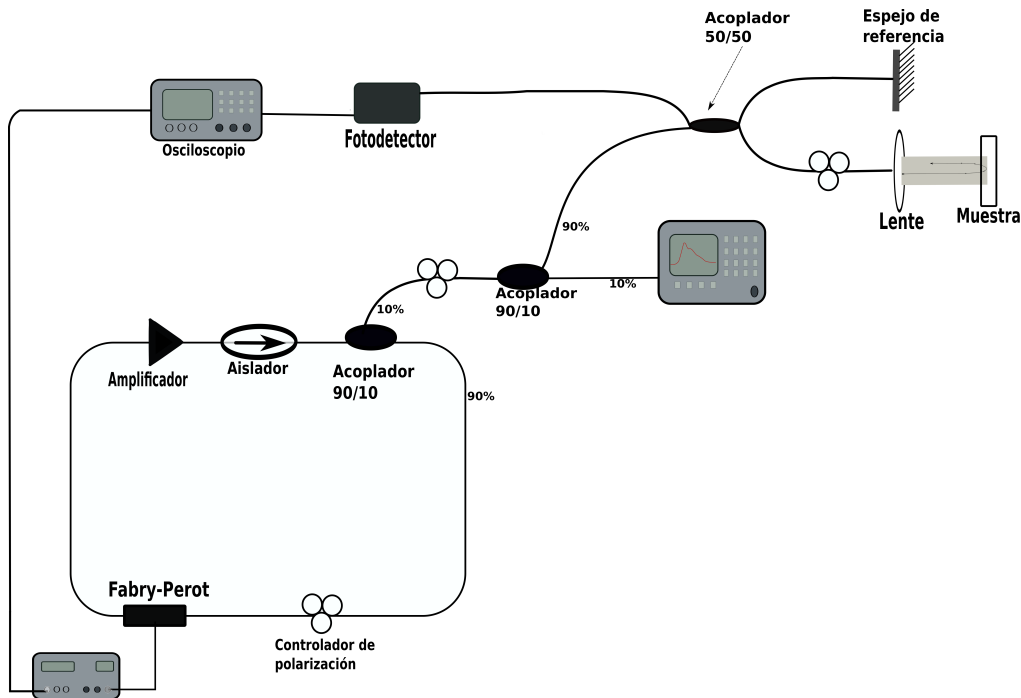 Acoplador
50/50
Espejo de
referencia
Osciloscopio
Fotodetector
Lente
Muestra
90%
10%
Acoplador
90/10
10%
Amplificador
Aislador
Acoplador
90/10
90%
Fabry-Perot
Controlador de
polarización